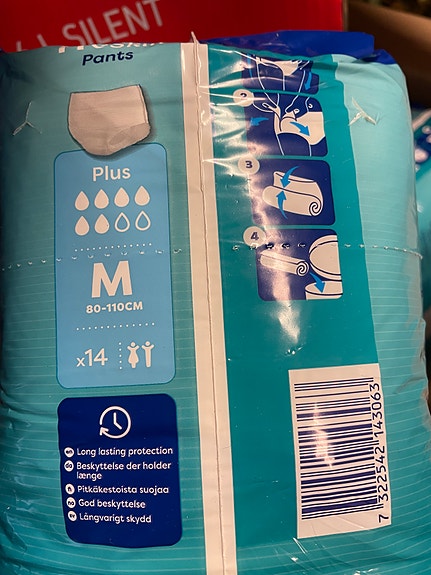 SILENT
Pants
Plus
M
80-110CM
x14
2
3
4
Long lasting protection
Beskyttelse der holder
længe
Pitkäkestoista suojaa
God beskyttelse
Långvarigt skydd
7 322542 143063